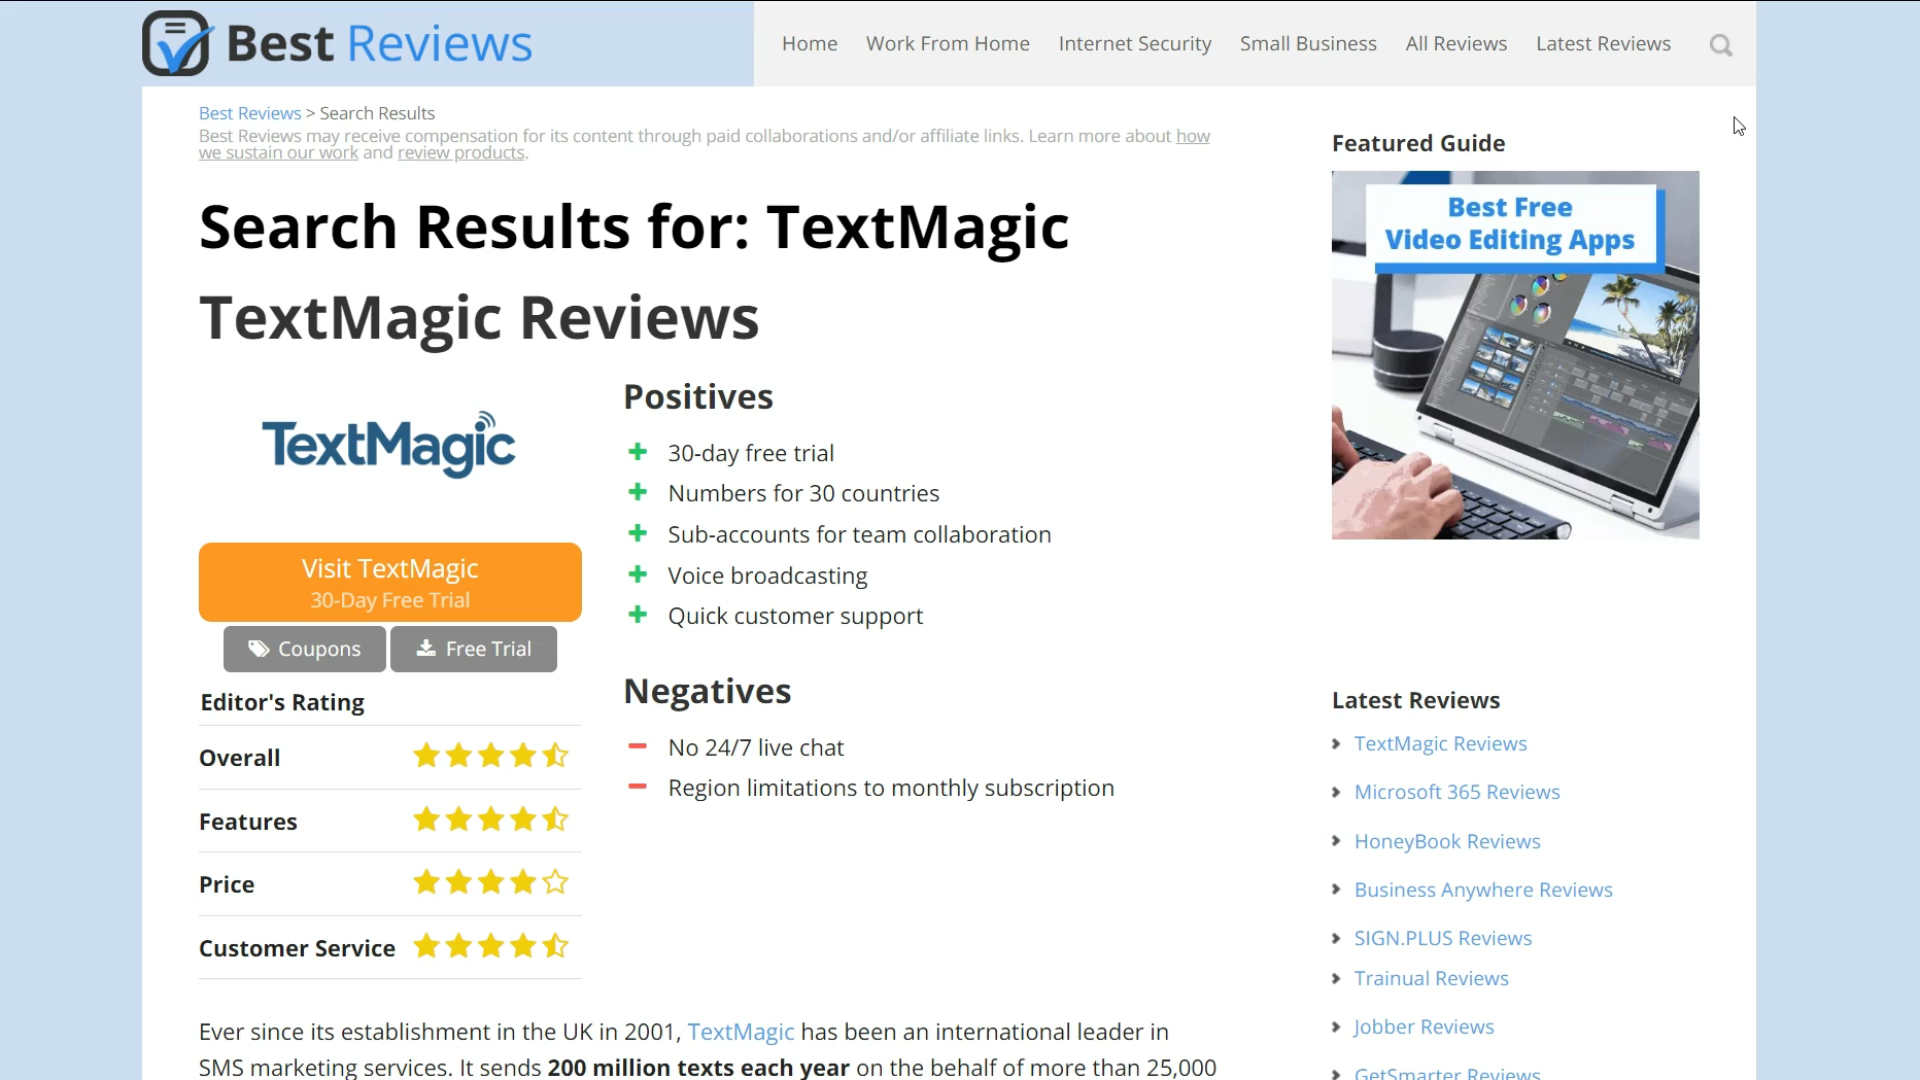 Best Reviews
Home Work From Home Internet Security Small Business All Reviews Latest Reviews
Best Reviews > Search Results
Best Reviews may receive compensation for its content through paid collaborations and/or affiliate links. Learn more about how
we sustain our work and review products.
Search Results for: TextMagic
TextMagic Reviews
TextMagic
Visit TextMagic
30-Day Free Trial
Coupons
Free Trial
Editor's Rating
Overall
Features
Price
Customer Service
Positives
30-day free trial
Numbers for 30 countries
Sub-accounts for team collaboration
Voice broadcasting
Quick customer support
Negatives
No 24/7 live chat
Region limitations to monthly subscription
Ever since its establishment in the UK in 2001, TextMagic has been an international leader in
SMS marketing services. It sends 200 million texts each year on the behalf of more than 25,000
Featured Guide
Best Free
Video Editing Apps
Latest Reviews
TextMagic Reviews
Microsoft 365 Reviews
HoneyBook Reviews
Business Anywhere Reviews
SIGN.PLUS Reviews
Trainual Reviews
Jobber Reviews
GetSmarter Reviews